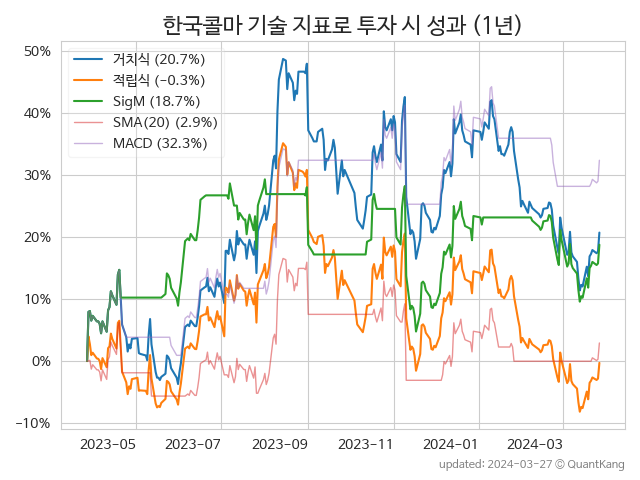 한국콜마 기술 지표로 투자 시 성과 (1년)
50%
40%
30%
20%
10%
0%
−10%
거치식 (20.7%)
적립식 (−0.3%)
SigM (18.7%)
SMA(20) (2.9%)
MACD (32.3%)
2023-05
2023-07
2023-09
2023-11
2024-01
2024-03
updated: 2024-03-27 © QuantKang